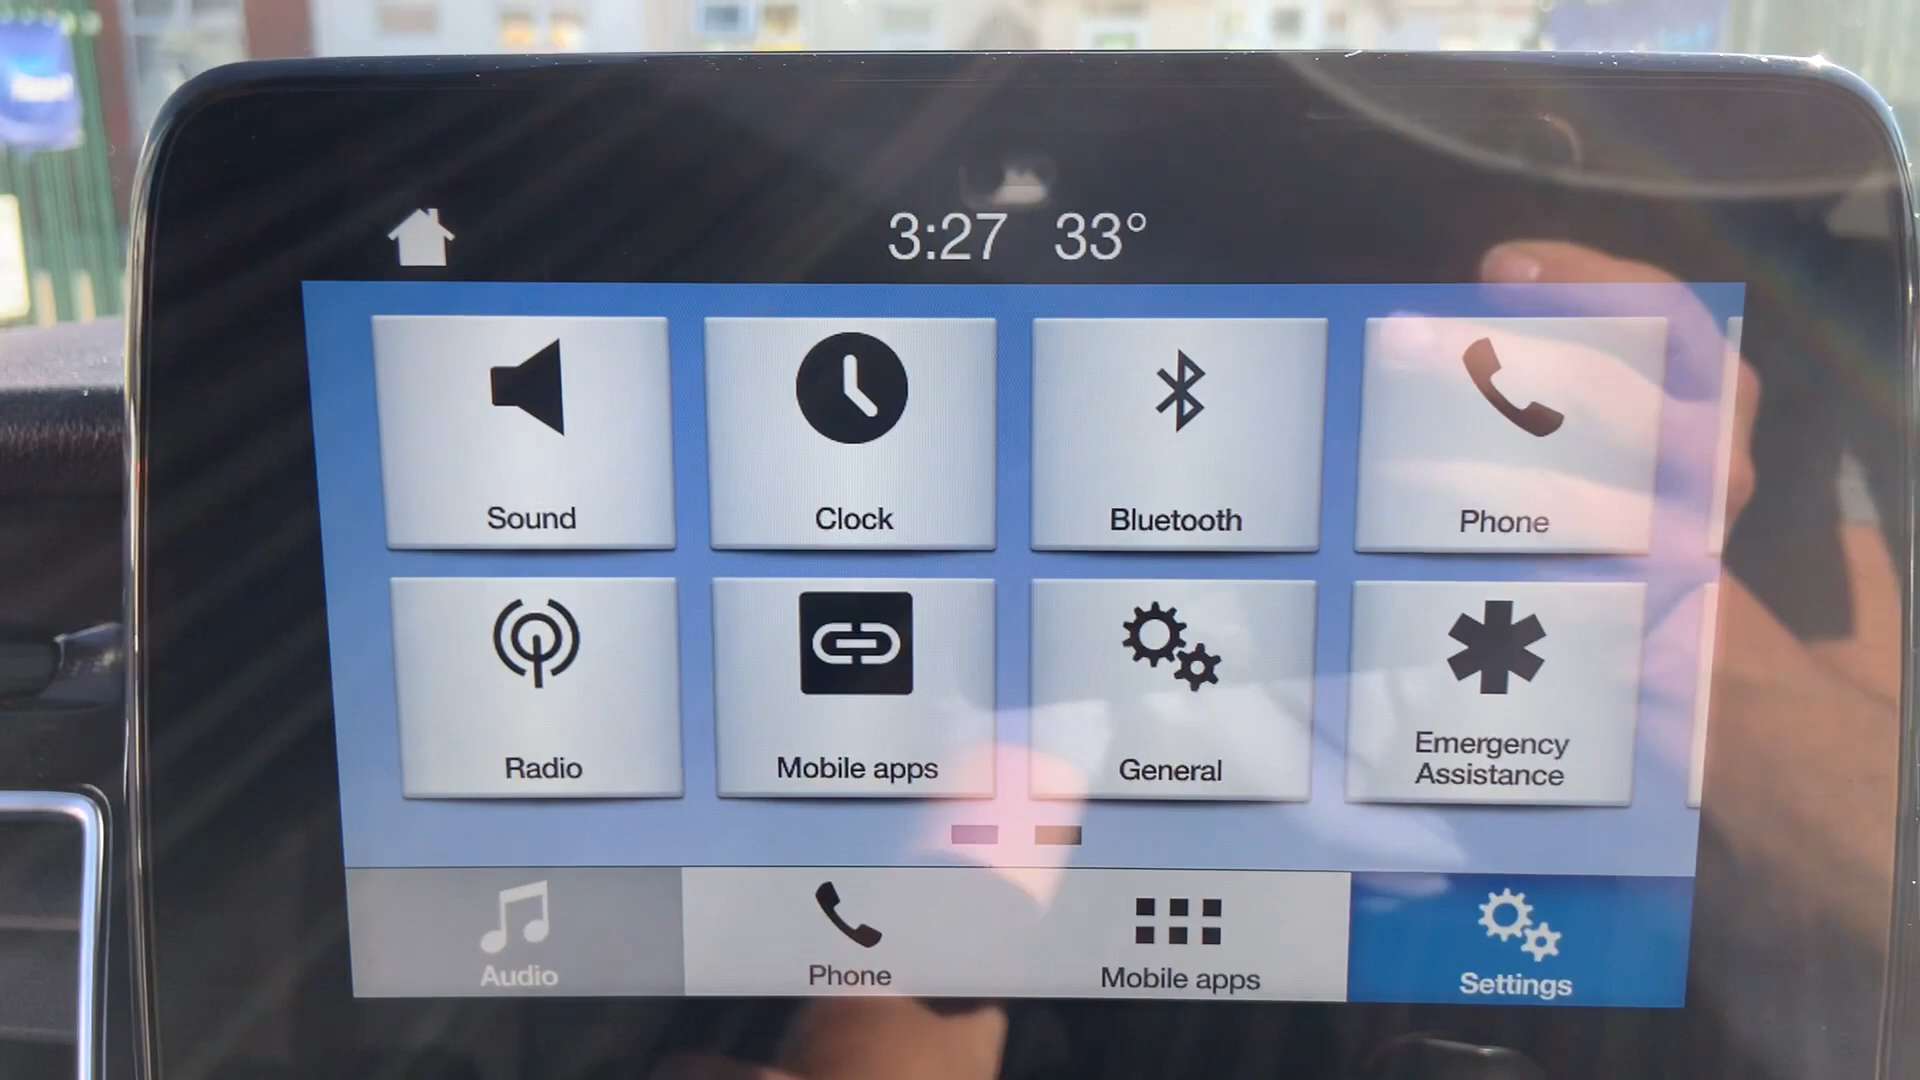 3:27 33°
Sound
Clock
Bluetooth
Phone
Radio
Mobile apps
General
Emergency
Assistance
Audio
Phone
Mobile apps
Settings